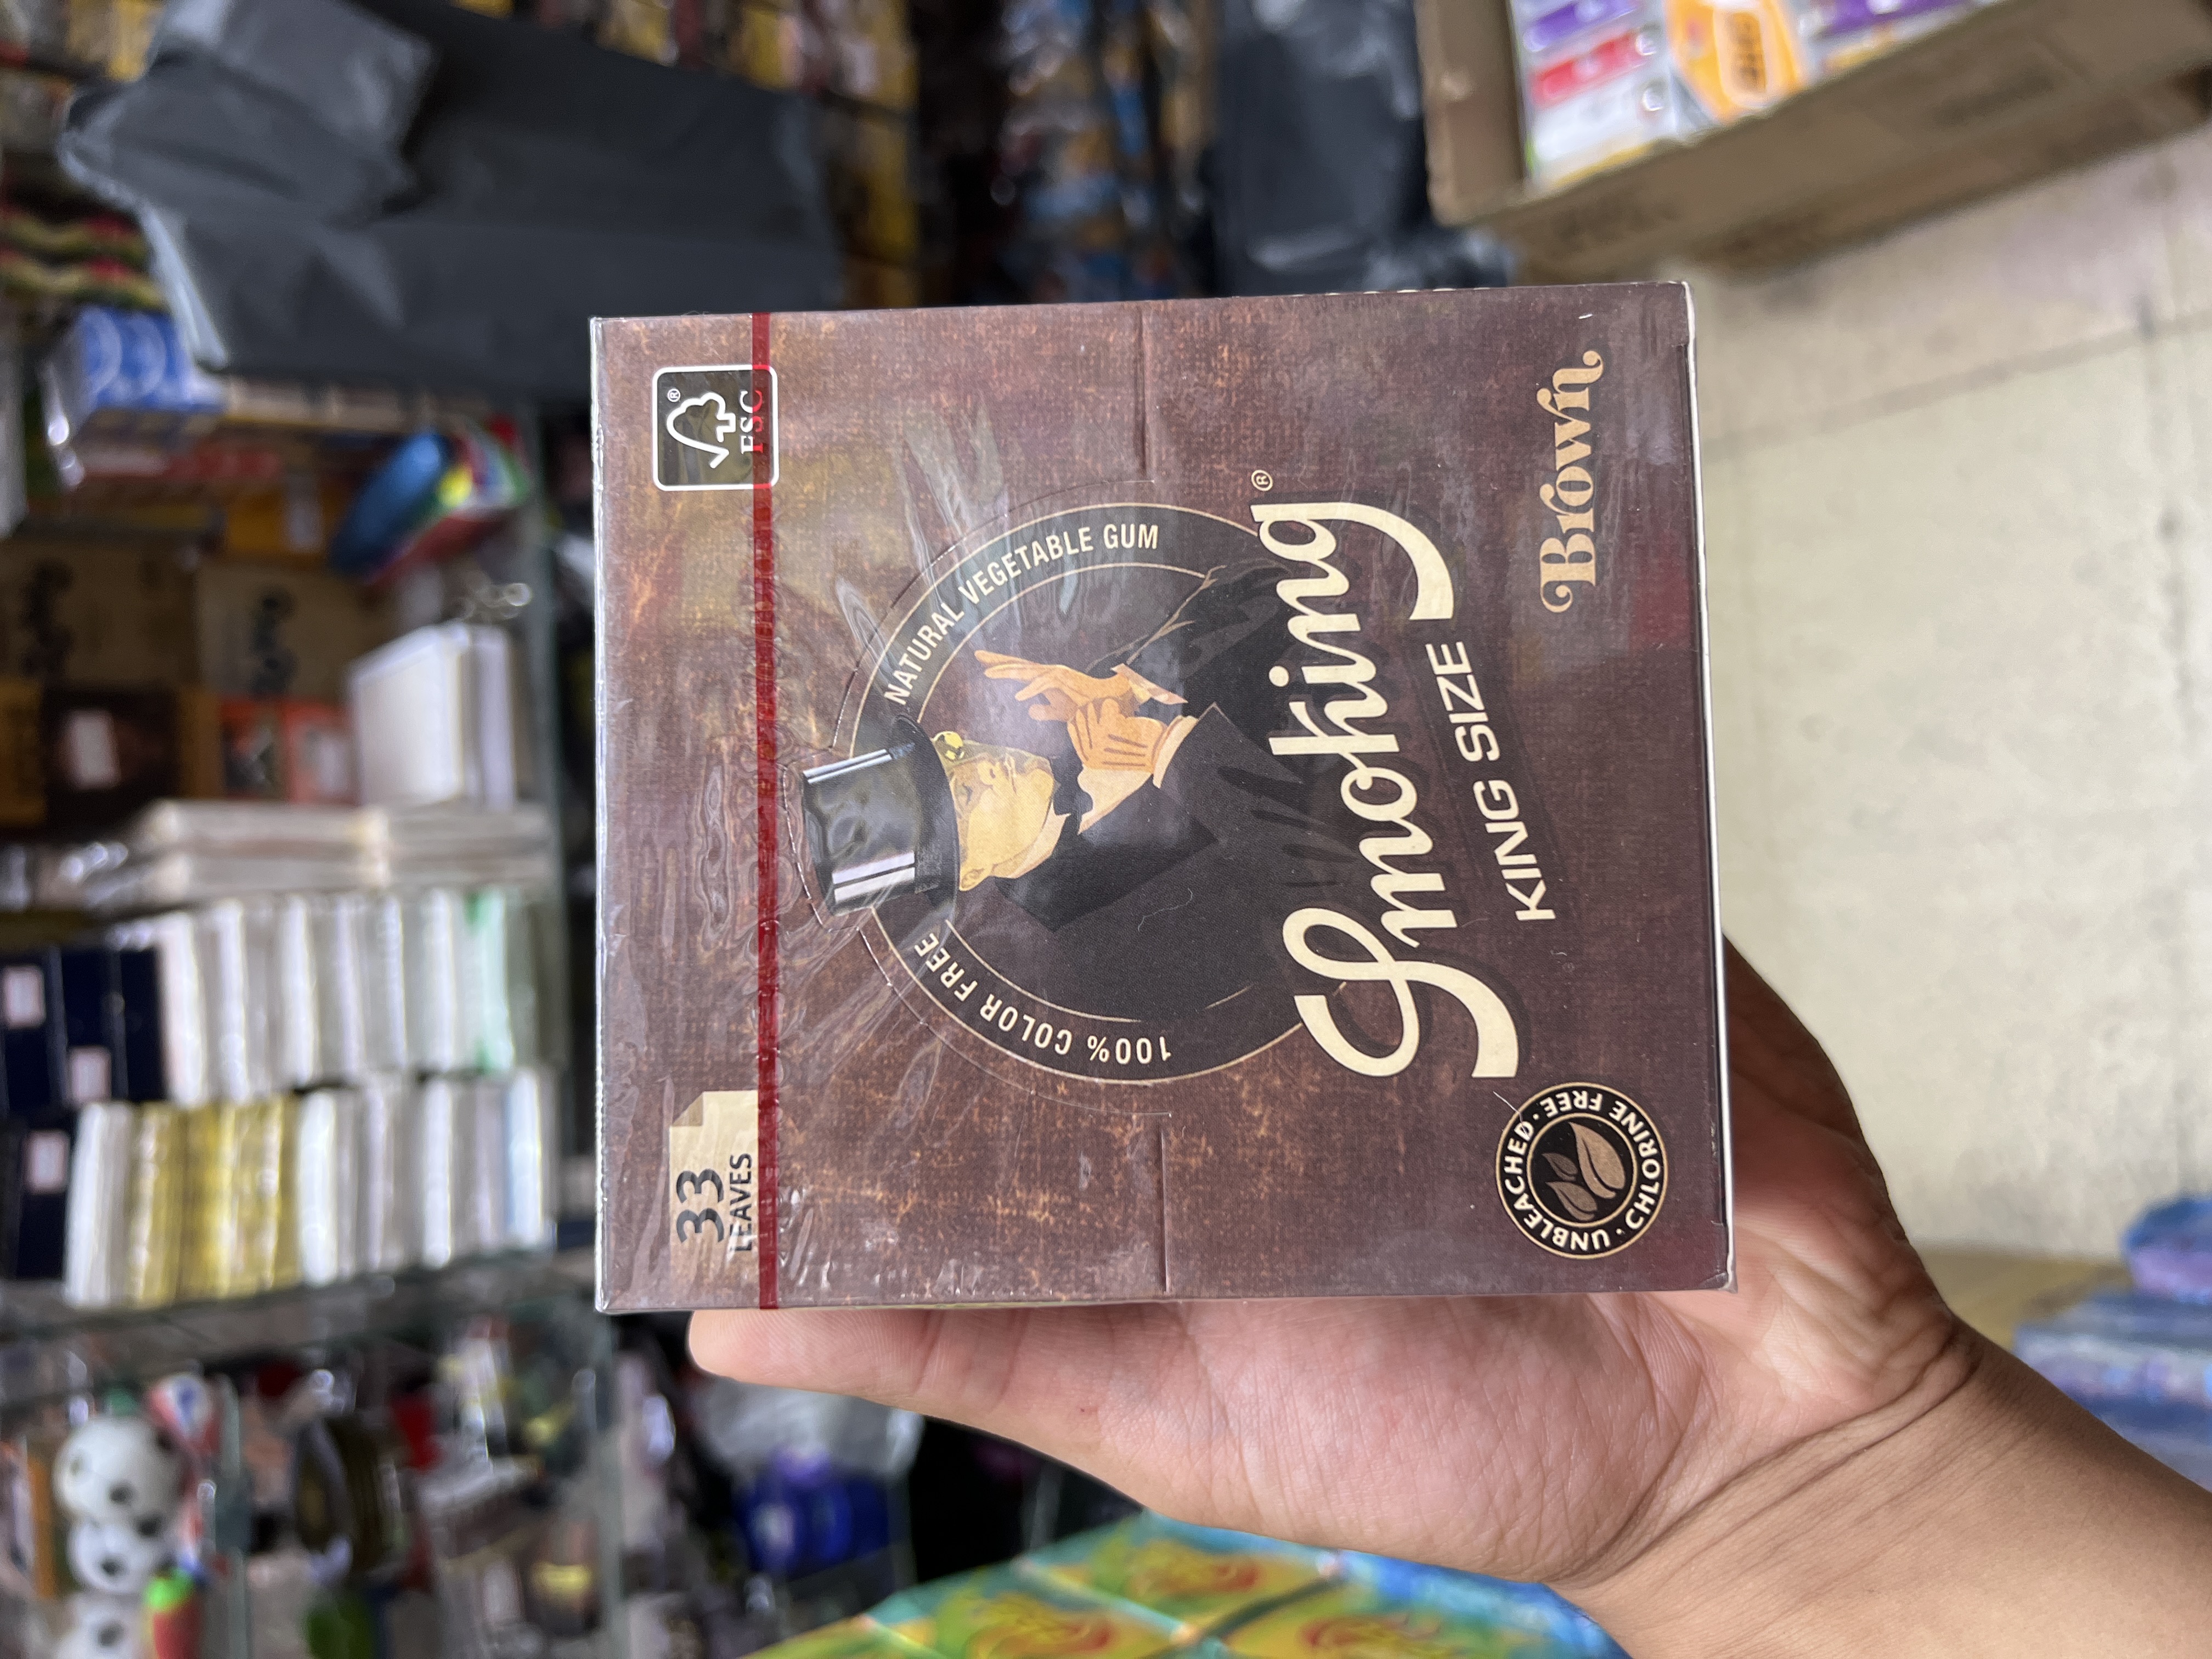 33
LEAVES
FSC®
100% COLOR FREE
NATURAL VEGETABLE GUM
Smoking®
KING SIZE
UNBLEACHED · CHLORINE FREE ·
Brown